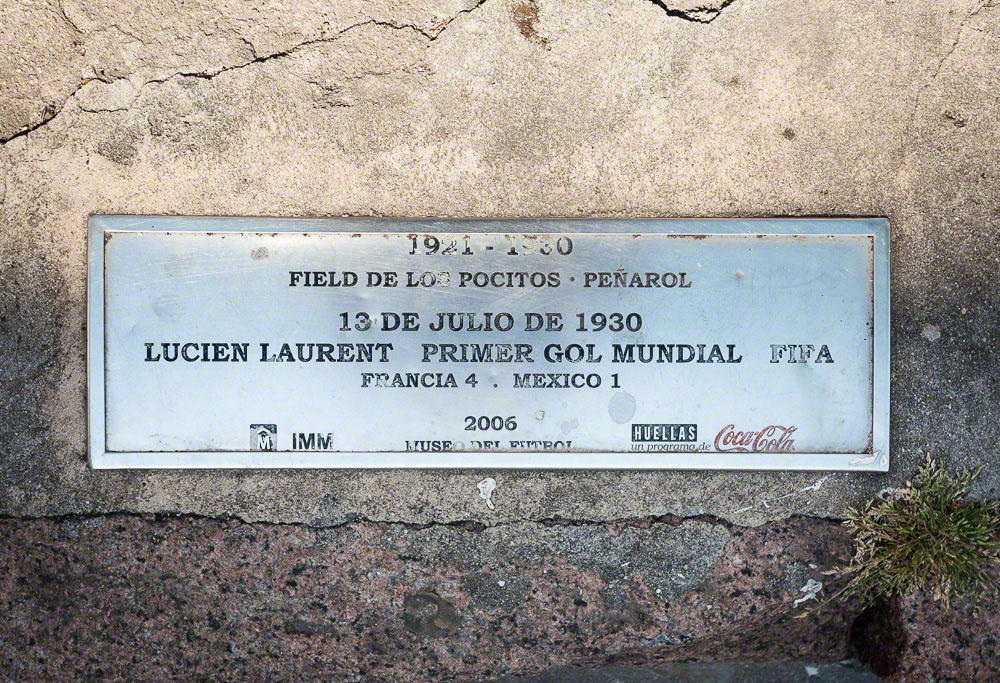 1921 - 1930
FIELD DE LOS POCITOS · PEÑAROL
13 DE JULIO DE 1930
LUCIEN LAURENT PRIMER GOL MUNDIAL FIFA
FRANCIA 4 . MEXICO 1
2006
M IMM
MUSEO DEL FUTBOL
HUELLAS
un programa de Coca-Cola